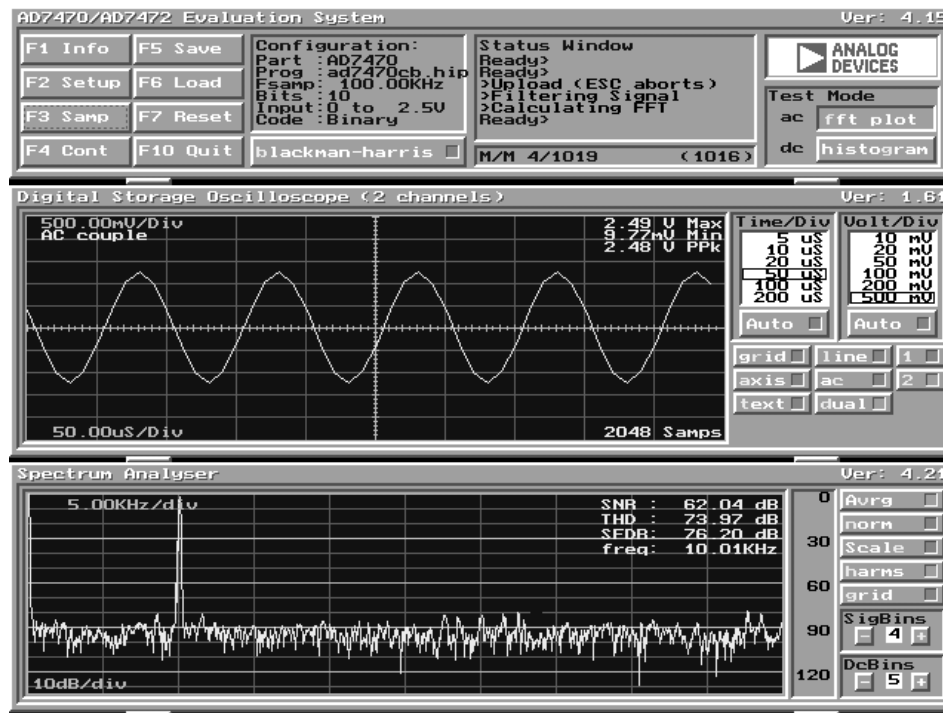 AD7470/AD7472 Evaluation System Ver: 4.15
F1 Info F5 Save
F2 Setup F6 Load
F3 Samp F7 Reset
F4 Cont F10 Quit
Configuration:
Part :AD7470
Prog :ad7470cb.hip
Fsamp: 100.00KHz
Bits :10
Input:0 to 2.5V
Code :Binary
blackman-harris
Status Window
Ready>
Ready>
>Upload (ESC aborts)
>Filtering Signal
>Calculating FFT
Ready>
M/M 4/1019 (1016)
ANALOG
DEVICES
Test Mode
ac fft plot
dc histogram
Digital Storage Oscilloscope (2 channels) Ver: 1.61
500.00mV/Div
AC couple
2.49 V Max
9.77mV Min
2.48 V PPk
50.00uS/Div
2048 Samps
Time/Div
5 uS
10 uS
20 uS
50 uS
100 uS
200 uS
Auto
Volt/Div
10 mV
20 mV
50 mV
100 mV
200 mV
500 mV
Auto
grid line 1
axis ac 2
text dual
Spectrum Analyser Ver: 4.21
5.00KHz/div
SNR : 62.04 dB
THD : 73.97 dB
SFDR: 76.20 dB
freq: 10.01KHz
10dB/div
0
30
60
90
120
Avrg
norm
Scale
harms
grid
SigBins
- 4 +
DcBins
- 5 +